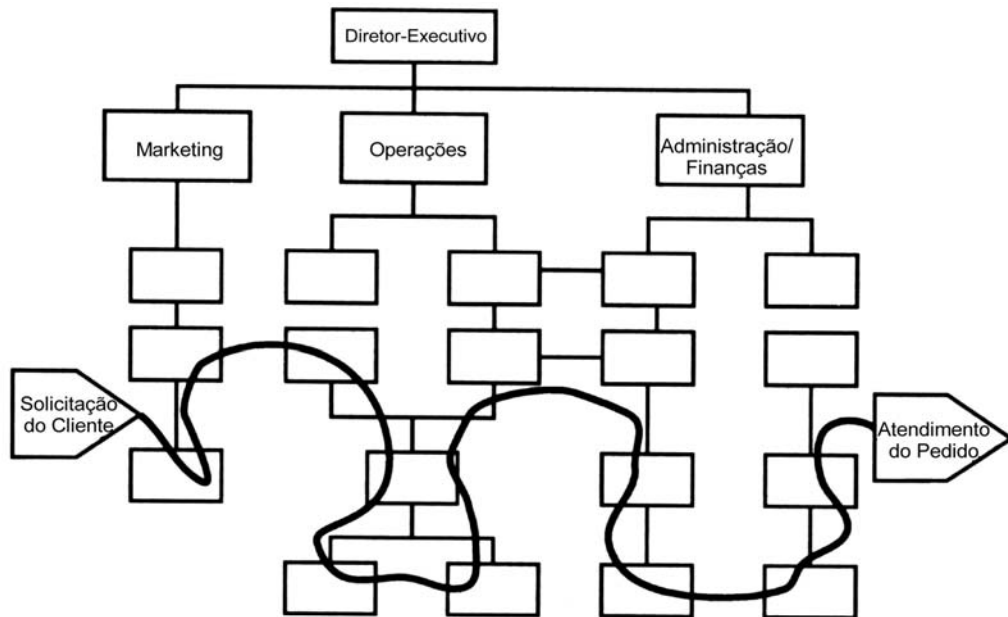 Diretor-Executivo
Marketing
Operações
Administração/
Finanças
Solicitação
do Cliente
Atendimento
do Pedido